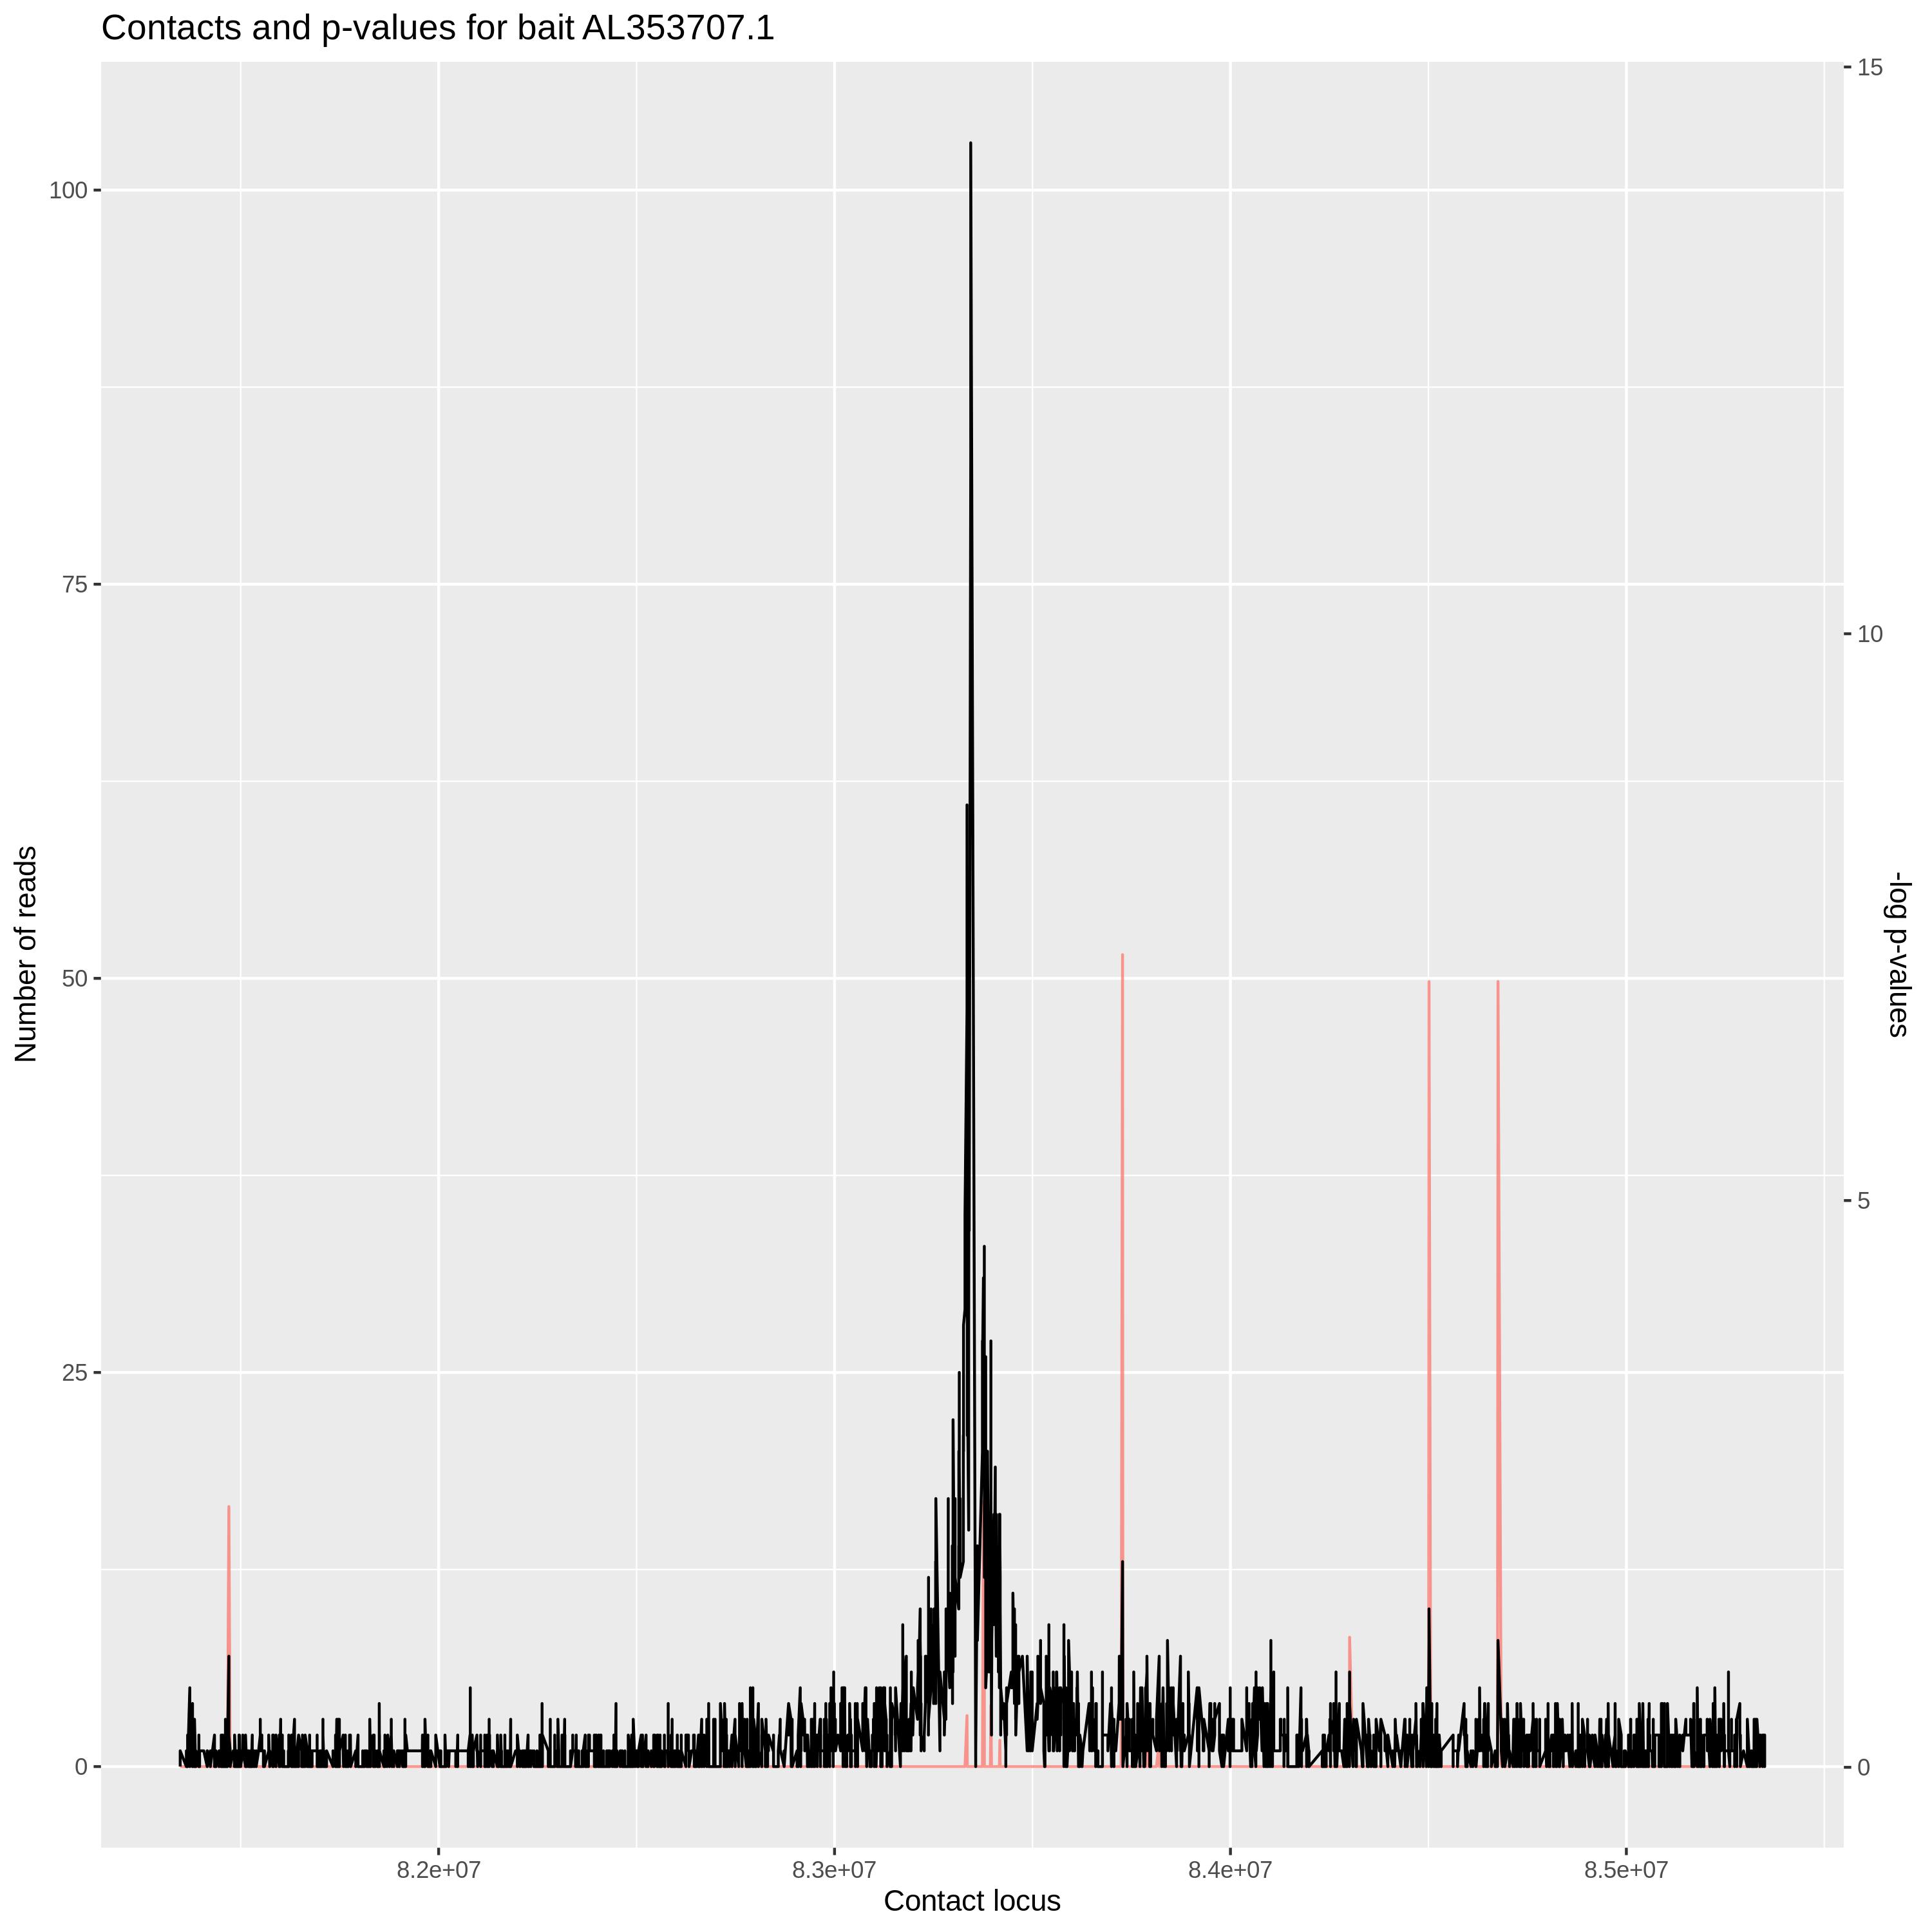 Contacts and p-values for bait AL353707.1
15
100
10
75
Number of reads
-log p-values
50
5
25
0
0
8.2e+07
8.3e+07
8.4e+07
8.5e+07
Contact locus